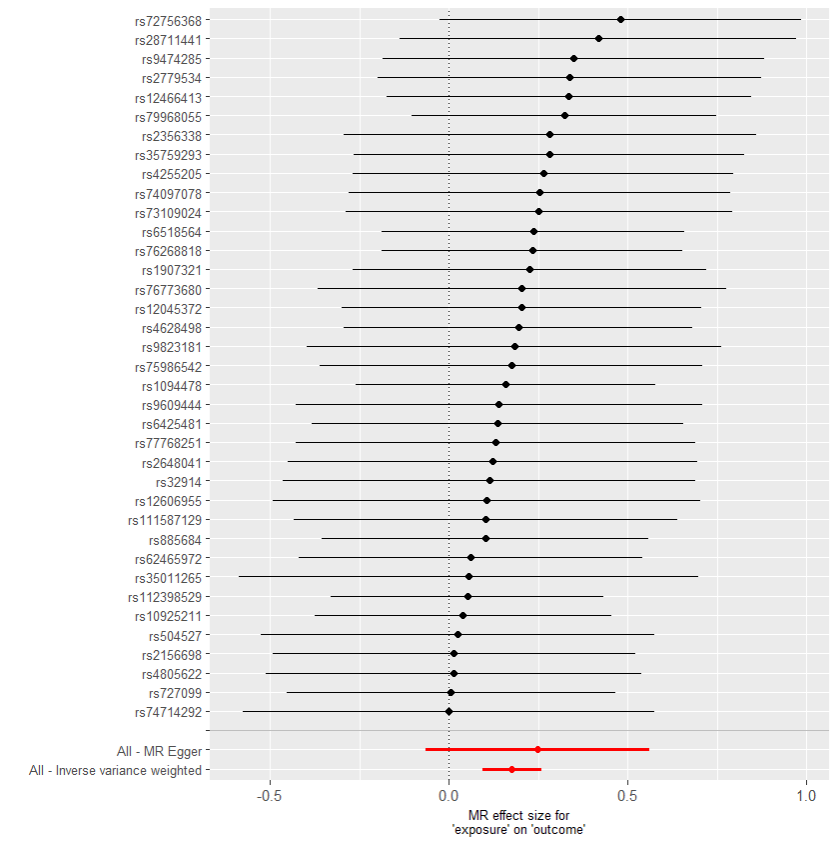 rs72756368
rs28711441
rs9474285
rs2779534
rs12466413
rs79968055
rs2356338
rs35759293
rs4255205
rs74097078
rs73109024
rs6518564
rs76268818
rs1907321
rs76773680
rs12045372
rs4628498
rs9823181
rs75986542
rs1094478
rs9609444
rs6425481
rs77768251
rs2648041
rs32914
rs12606955
rs111587129
rs885684
rs62465972
rs35011265
rs112398529
rs10925211
rs504527
rs2156698
rs4805622
rs727099
rs74714292
All - MR Egger
All - Inverse variance weighted
-0.5 0.0 0.5 1.0
MR effect size for
'exposure' on 'outcome'